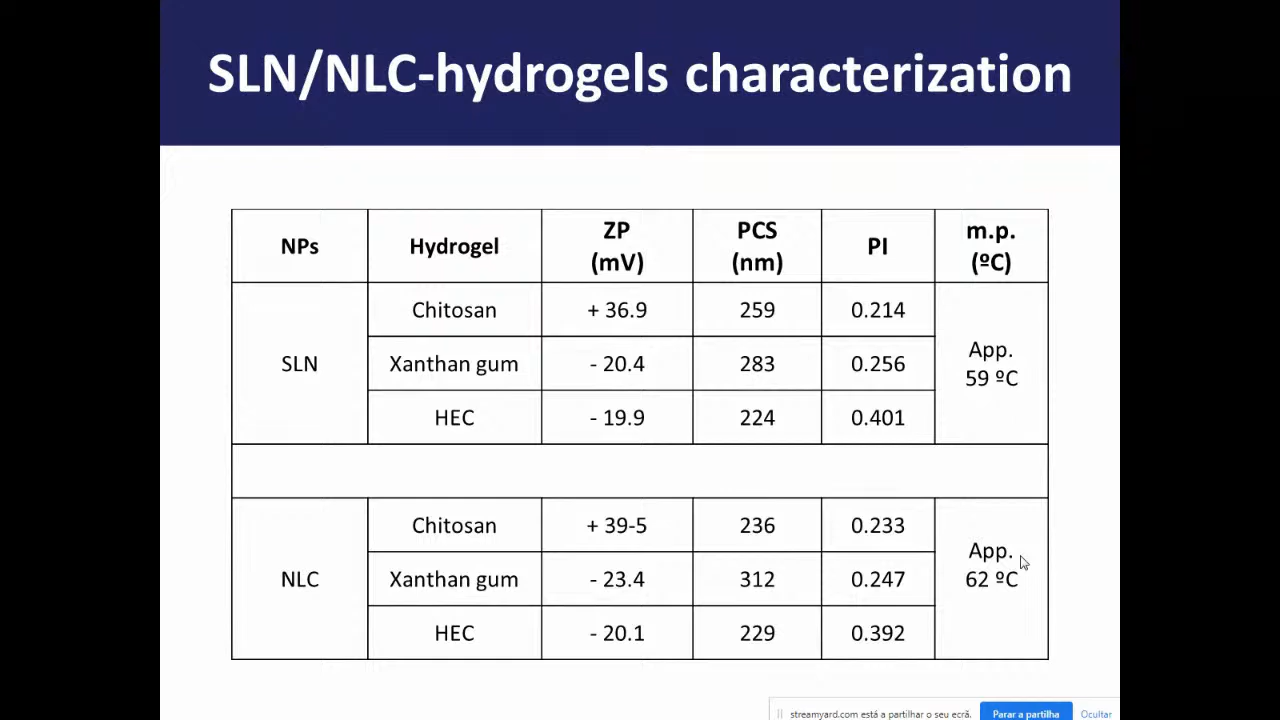 SLN/NLC-hydrogels characterization
NPs Hydrogel ZP (mV) PCS (nm) PI m.p. (ºC)
SLN Chitosan + 36.9 259 0.214 App. 59 ºC
Xanthan gum - 20.4 283 0.256
HEC - 19.9 224 0.401
NLC Chitosan + 39-5 236 0.233 App. 62 ºC
Xanthan gum - 23.4 312 0.247
HEC - 20.1 229 0.392
streamyard.com está a partilhar o seu ecrã. Parar a partilha Ocultar